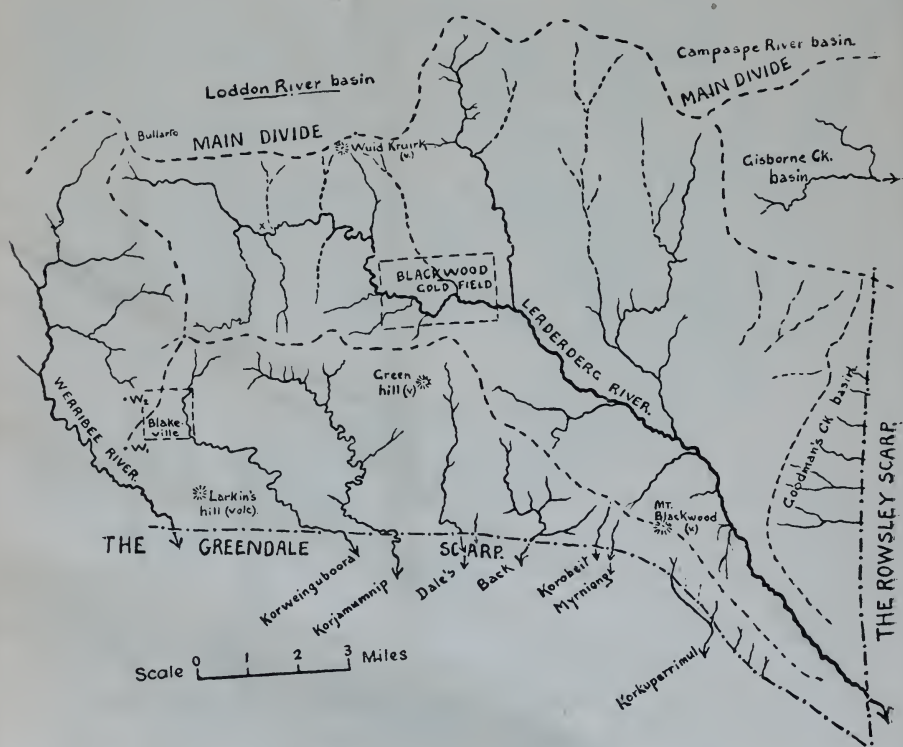 Campaspe River basin
MAIN DIVIDE
Loddon River basin
Bullarto
MAIN DIVIDE
Wuid Kruirk
(v.)
Gisborne Ck.
basin
BLACKWOOD
GOLD FIELD
LERDERDERG RIVER.
WERRIBEE
RIVER.
W₂
Blake-
ville
W₁
x
Green
hill (v)
Goodman's Ck basin
THE ROWSLEY SCARP.
Larkin's
hill (volc).
MT.
Blackwood
(v)
THE GREENDALE SCARP.
Korweinguboora
Korjamumnip
Dale's
Back
Korobeit
Myrniong
Korkuperrimul
Scale 0 1 2 3 Miles